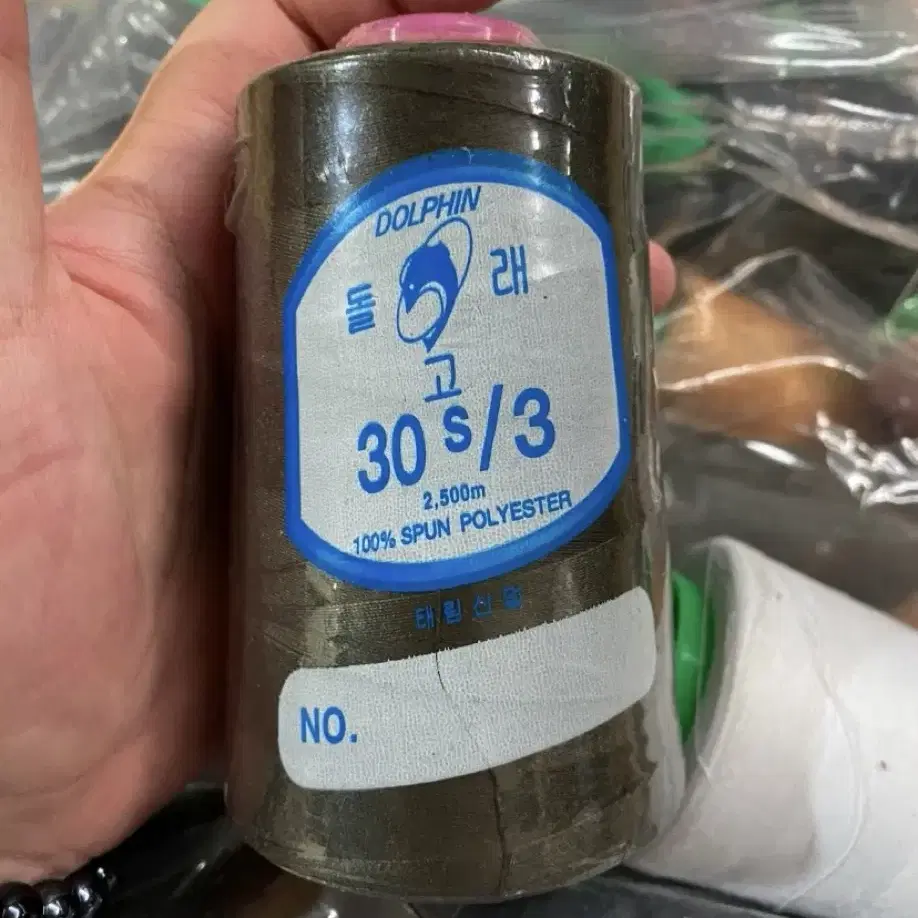 DOLPHIN
돌 래
고
30 s/3
2,500m
100% SPUN POLYESTER
NO.